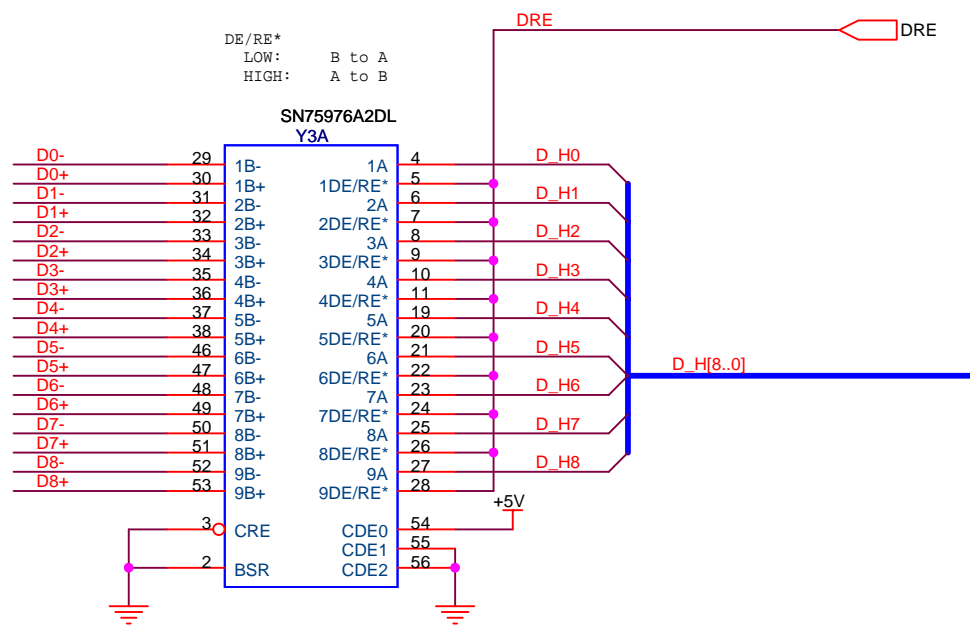 DRE
DRE
DE/RE*
LOW: B to A
HIGH: A to B
SN75976A2DL
Y3A
D0- 29 1B- 1A 4 D_H0
D0+ 30 1B+ 1DE/RE* 5
D1- 31 2B- 2A 6 D_H1
D1+ 32 2B+ 2DE/RE* 7
D2- 33 3B- 3A 8 D_H2
D2+ 34 3B+ 3DE/RE* 9
D3- 35 4B- 4A 10 D_H3
D3+ 36 4B+ 4DE/RE* 11
D4- 37 5B- 5A 19 D_H4
D4+ 38 5B+ 5DE/RE* 20
D5- 46 6B- 6A 21 D_H5
D_H[8..0]
D5+ 47 6B+ 6DE/RE* 22
D6- 48 7B- 7A 23 D_H6
D6+ 49 7B+ 7DE/RE* 24
D7- 50 8B- 8A 25 D_H7
D7+ 51 8B+ 8DE/RE* 26
D8- 52 9B- 9A 27 D_H8
D8+ 53 9B+ 9DE/RE* 28
+5V
3 CRE CDE0 54
CDE1 55
2 BSR CDE2 56